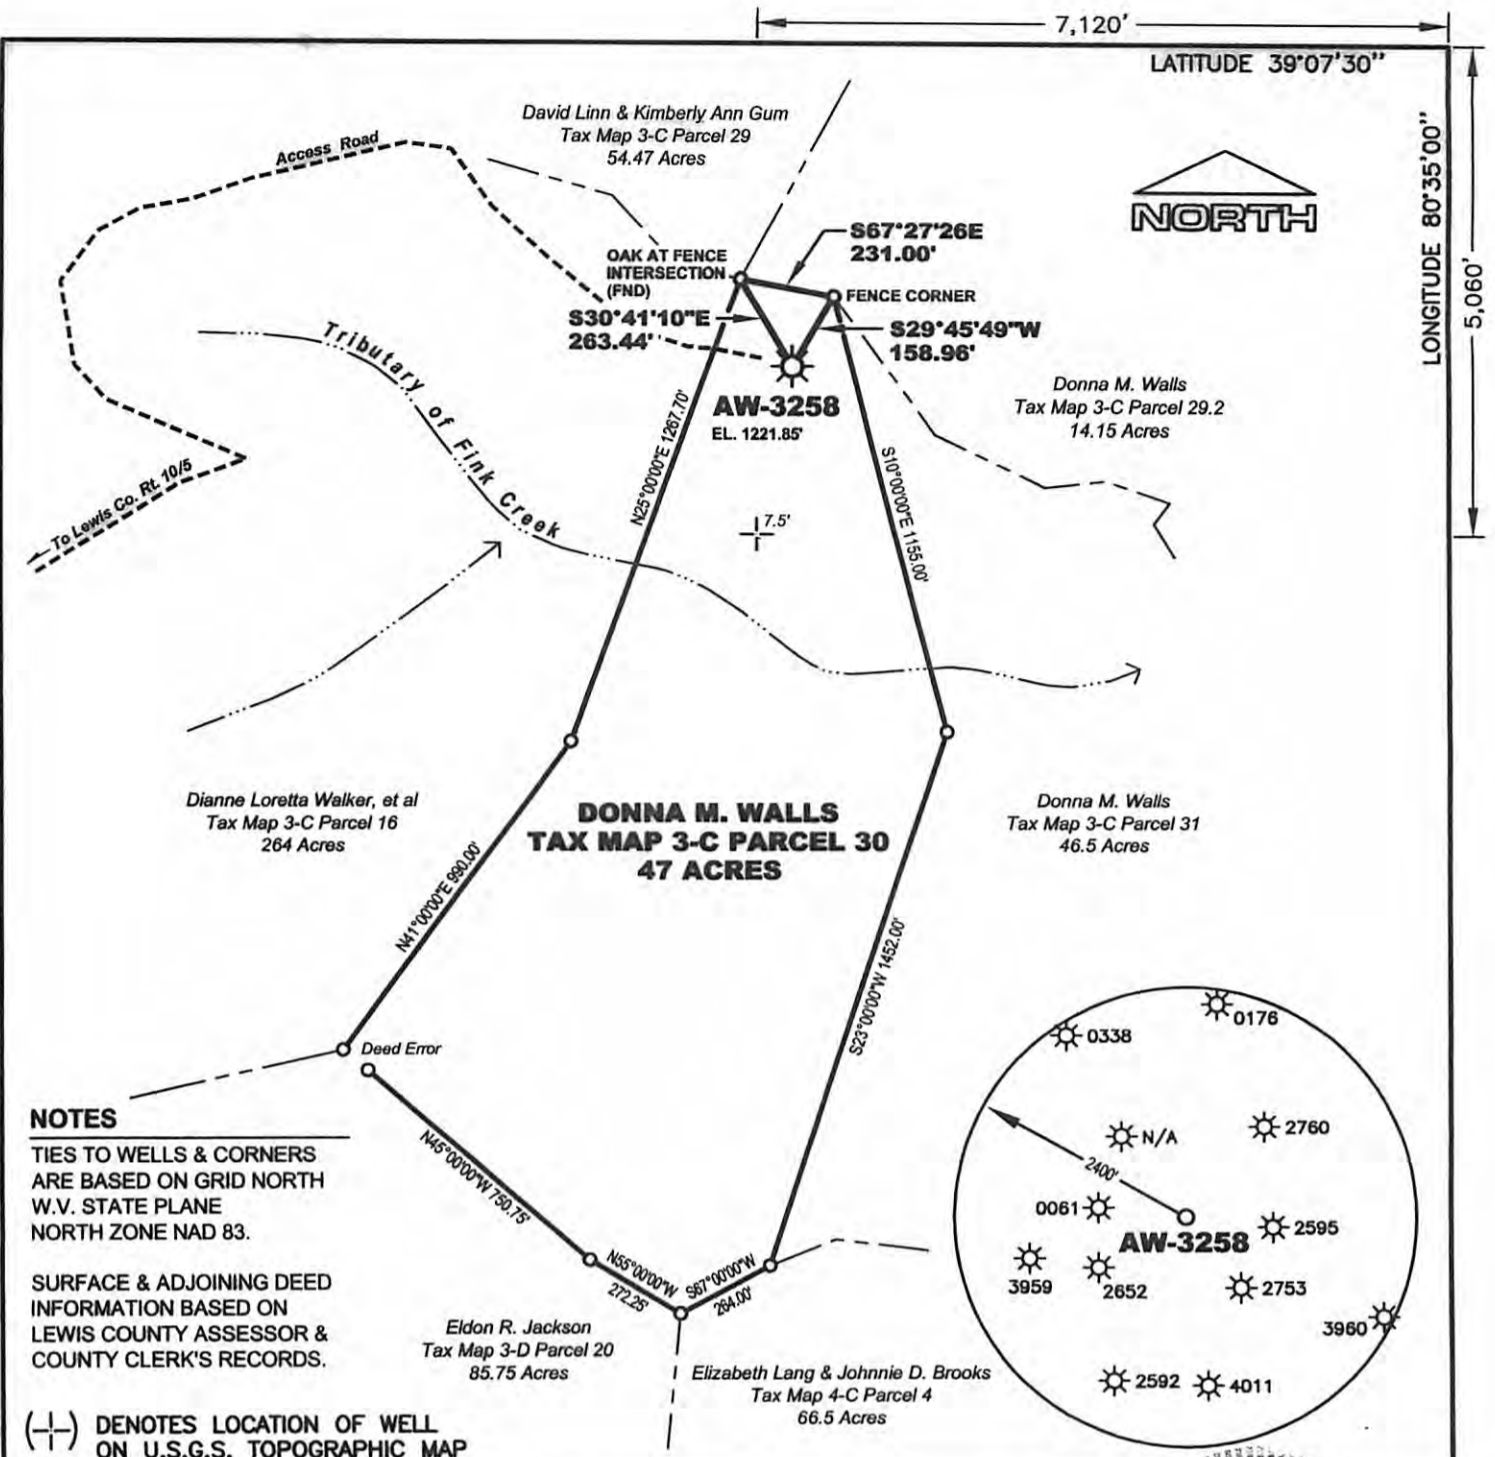 7,120'
LATITUDE 39°07'30"
LONGITUDE 80°35'00"
5,060'
NORTH
David Linn & Kimberly Ann Gum
Tax Map 3-C Parcel 29
54.47 Acres
Access Road
S67°27'26E
231.00'
OAK AT FENCE
INTERSECTION
(FND)
FENCE CORNER
S30°41'10"E
263.44'
S29°45'49"W
158.96'
AW-3258
EL. 1221.85'
Donna M. Walls
Tax Map 3-C Parcel 29.2
14.15 Acres
Tributary of Fink Creek
To Lewis Co. Rt. 10/5
N25°00'00"E 1267.70'
S10°00'00"E 1155.00'
7.5'
Dianne Loretta Walker, et al
Tax Map 3-C Parcel 16
264 Acres
DONNA M. WALLS
TAX MAP 3-C PARCEL 30
47 ACRES
Donna M. Walls
Tax Map 3-C Parcel 31
46.5 Acres
N41°00'00"E 990.00'
S23°00'00"W 1452.00'
Deed Error
N45°00'00"W 750.75'
N55°00'00"W
272.25'
S67°00'00"W
264.00'
NOTES
TIES TO WELLS & CORNERS
ARE BASED ON GRID NORTH
W.V. STATE PLANE
NORTH ZONE NAD 83.
SURFACE & ADJOINING DEED
INFORMATION BASED ON
LEWIS COUNTY ASSESSOR &
COUNTY CLERK'S RECORDS.
Eldon R. Jackson
Tax Map 3-D Parcel 20
85.75 Acres
Elizabeth Lang & Johnnie D. Brooks
Tax Map 4-C Parcel 4
66.5 Acres
0176
0338
N/A
2760
2400'
0061
AW-3258
2595
3959
2652
2753
3960
2592
4011
DENOTES LOCATION OF WELL
ON U.S.G.S. TOPOGRAPHIC MAP